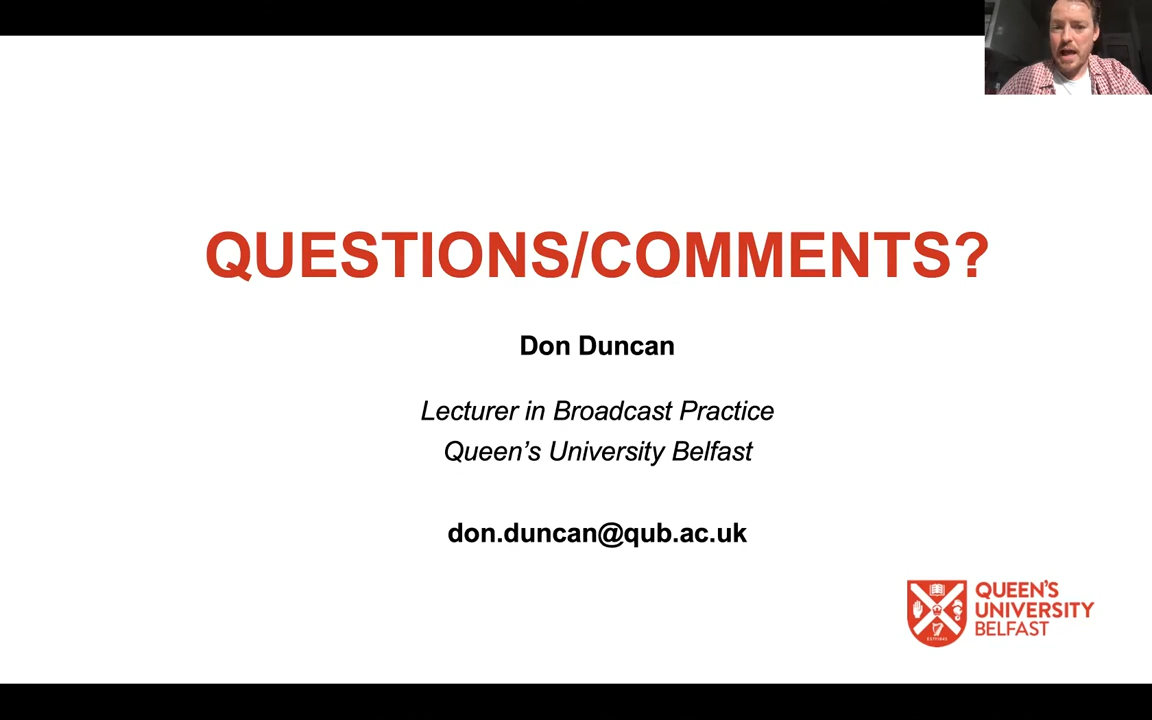 QUESTIONS/COMMENTS?
Don Duncan
Lecturer in Broadcast Practice
Queen’s University Belfast
don.duncan@qub.ac.uk
QUEEN'S
UNIVERSITY
BELFAST